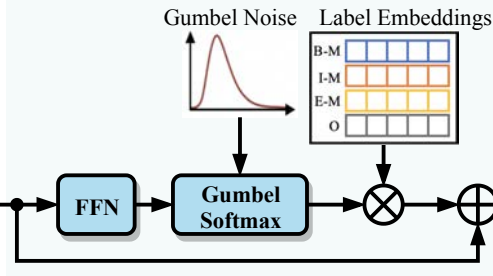 Gumbel Noise
Label Embeddings
B-M
I-M
E-M
O
FFN
Gumbel
Softmax